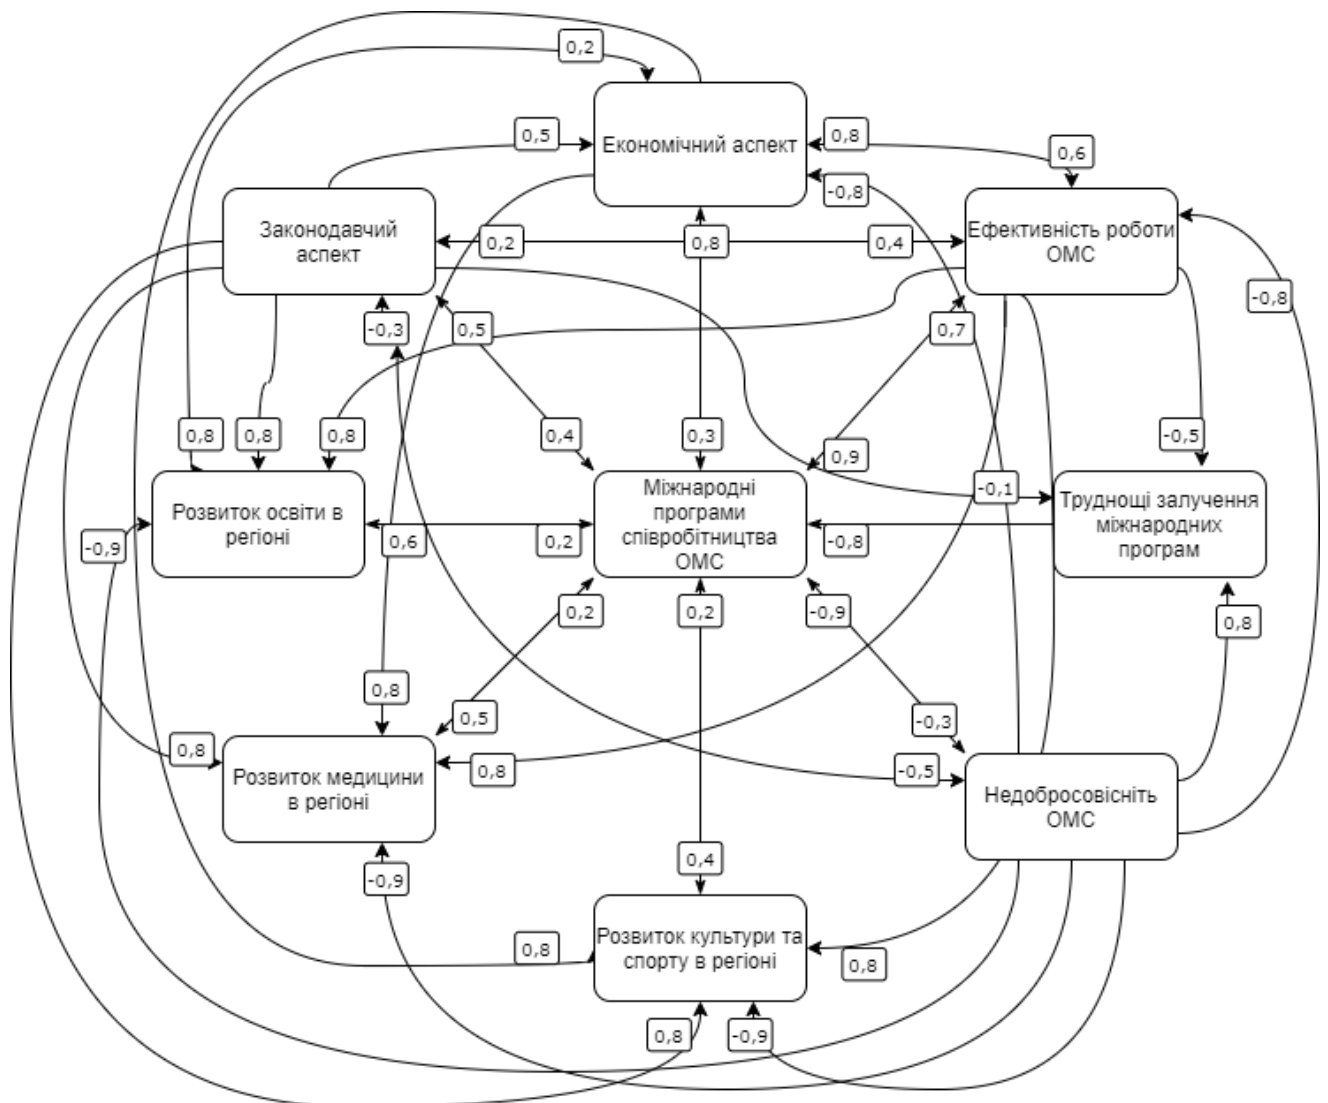 0,2
0,5
Економічний аспект
0,8
0,6
-0,8
Законодавчий
аспект
0,2
0,8
0,4
Ефективність роботи
ОМС
-0,8
-0,3
0,5
0,7
0,8
0,8
0,8
0,4
0,3
0,9
-0,5
Розвиток освіти в
регіоні
Міжнародні
програми
співробітництва
ОМС
-0,1
Труднощі залучення
міжнародних
програм
-0,9
0,6
0,2
-0,8
0,2
0,2
-0,9
0,8
0,8
0,5
-0,3
0,8
0,8
-0,5
Розвиток медицини
в регіоні
Недобросовісніть
ОМС
-0,9
0,4
0,8
Розвиток культури та
спорту в регіоні
0,8
0,8
-0,9